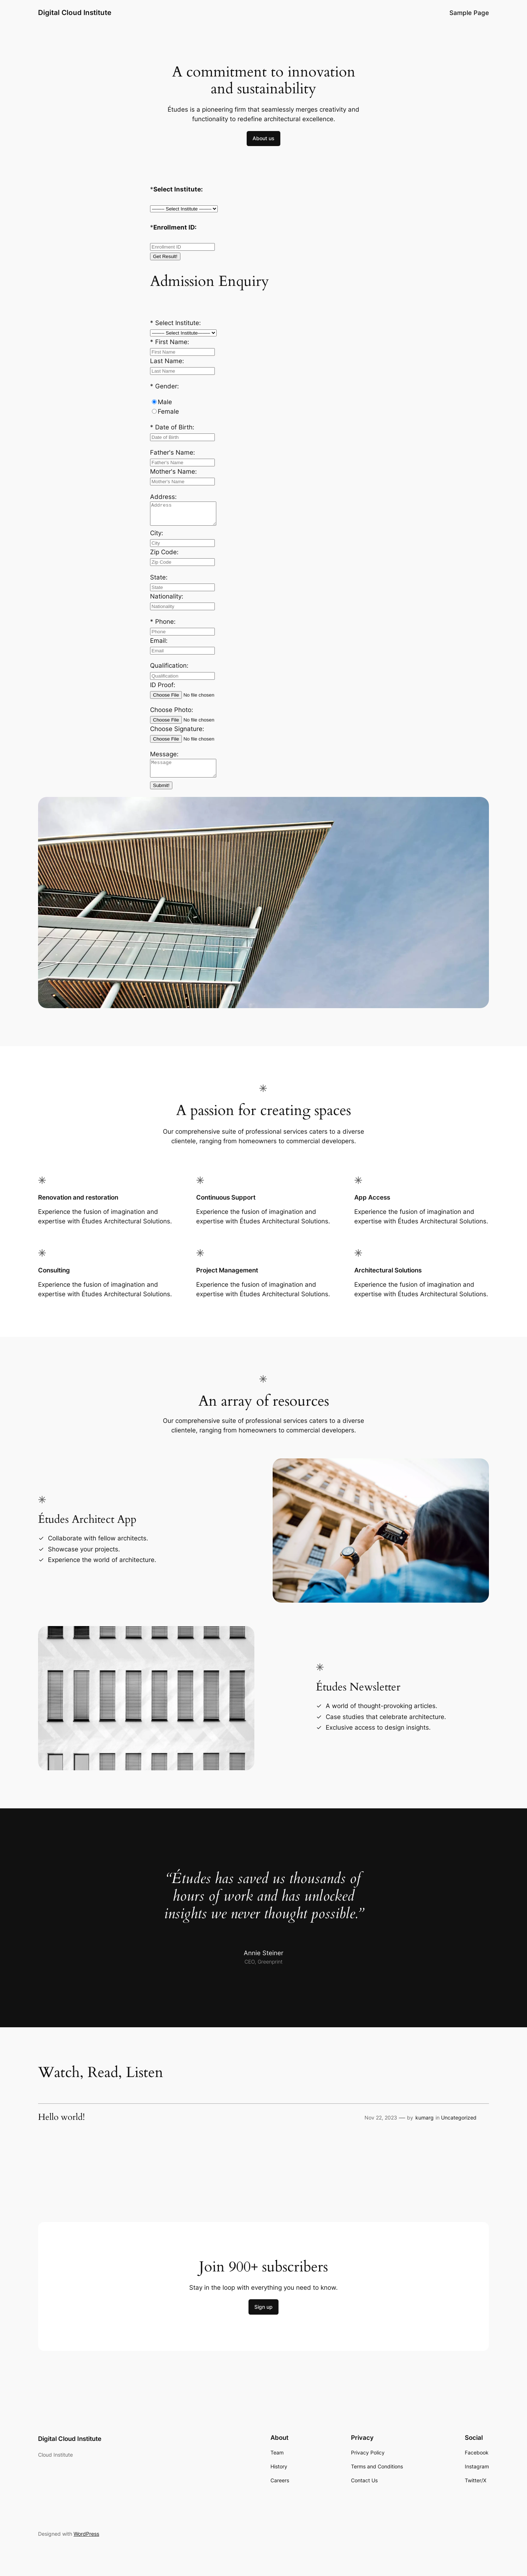 Digital Cloud Institute
Sample Page
A commitment to innovation
and sustainability
Études is a pioneering firm that seamlessly merges creativity and
functionality to redefine architectural excellence.
About us
*Select Institute:
-------- Select Institute --------
*Enrollment ID:
Enrollment ID
Get Result!
Admission Enquiry
* Select Institute:
-------- Select Institute--------
* First Name:
First Name
Last Name:
Last Name
* Gender:
Male
Female
* Date of Birth:
Date of Birth
Father's Name:
Father's Name
Mother's Name:
Mother's Name
Address:
Address
City:
City
Zip Code:
Zip Code
State:
State
Nationality:
Nationality
* Phone:
Phone
Email:
Email
Qualification:
Qualification
ID Proof:
Choose File No file chosen
Choose Photo:
Choose File No file chosen
Choose Signature:
Choose File No file chosen
Message:
Message
Submit!
A passion for creating spaces
Our comprehensive suite of professional services caters to a diverse
clientele, ranging from homeowners to commercial developers.
Renovation and restoration
Experience the fusion of imagination and
expertise with Études Architectural Solutions.
Continuous Support
Experience the fusion of imagination and
expertise with Études Architectural Solutions.
App Access
Experience the fusion of imagination and
expertise with Études Architectural Solutions.
Consulting
Experience the fusion of imagination and
expertise with Études Architectural Solutions.
Project Management
Experience the fusion of imagination and
expertise with Études Architectural Solutions.
Architectural Solutions
Experience the fusion of imagination and
expertise with Études Architectural Solutions.
An array of resources
Our comprehensive suite of professional services caters to a diverse
clientele, ranging from homeowners to commercial developers.
Études Architect App
✓ Collaborate with fellow architects.
✓ Showcase your projects.
✓ Experience the world of architecture.
Études Newsletter
✓ A world of thought-provoking articles.
✓ Case studies that celebrate architecture.
✓ Exclusive access to design insights.
“Études has saved us thousands of
hours of work and has unlocked
insights we never thought possible.”
Annie Steiner
CEO, Greenprint
Watch, Read, Listen
Hello world!
Nov 22, 2023 — by kumarg in Uncategorized
Join 900+ subscribers
Stay in the loop with everything you need to know.
Sign up
Digital Cloud Institute
Cloud Institute
About
Team
History
Careers
Privacy
Privacy Policy
Terms and Conditions
Contact Us
Social
Facebook
Instagram
Twitter/X
Designed with WordPress